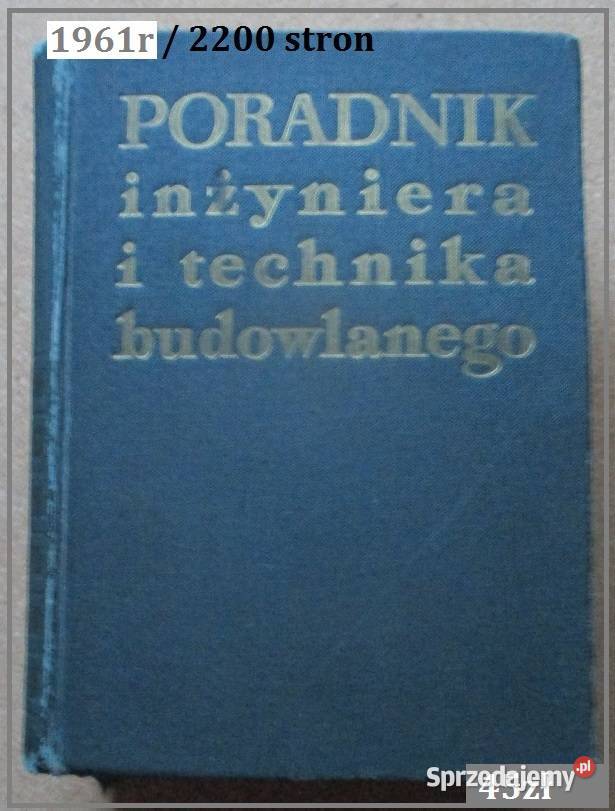 1961r / 2200 stron
PORADNIK
inżyniera
i technika
budowlanego
Sprzedajemy.pl
45zł